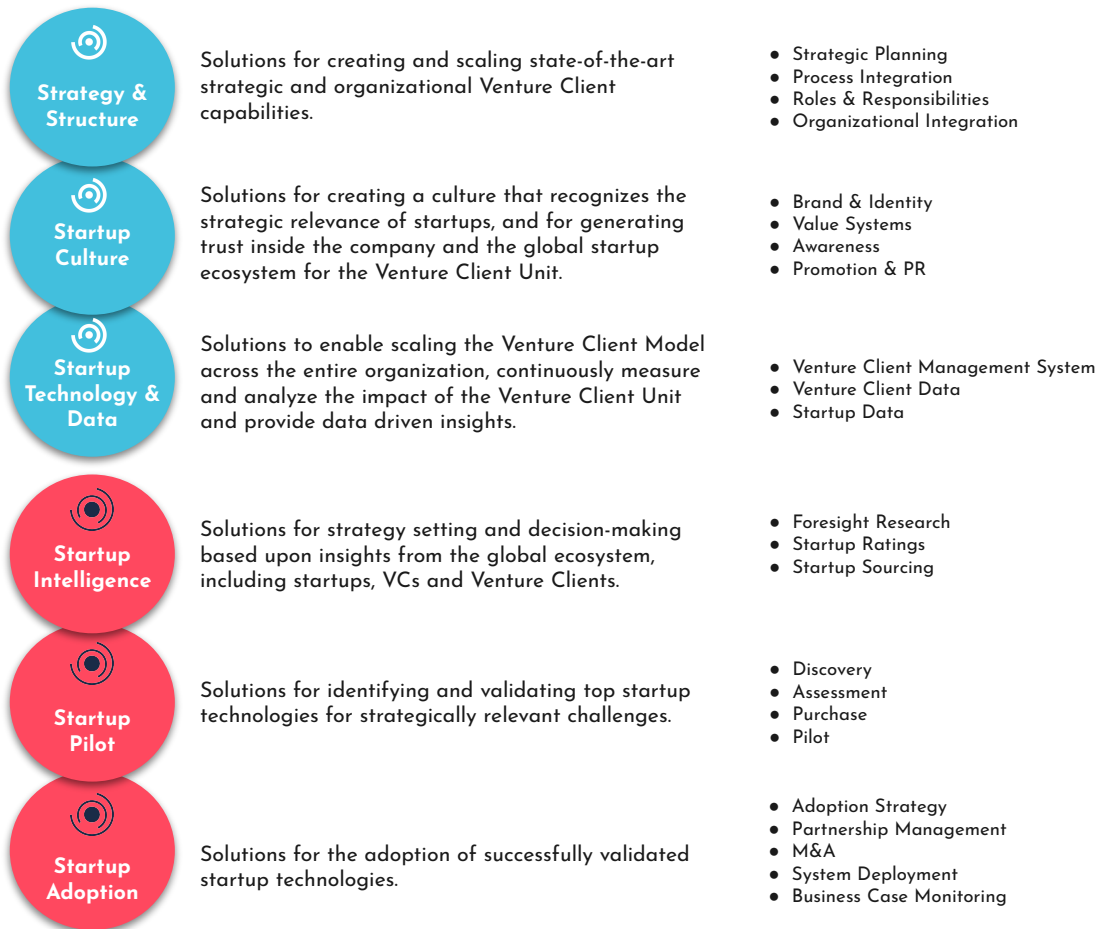 Strategy &
Structure
Solutions for creating and scaling state-of-the-art
strategic and organizational Venture Client
capabilities.
● Strategic Planning
● Process Integration
● Roles & Responsibilities
● Organizational Integration
Startup
Culture
Solutions for creating a culture that recognizes the
strategic relevance of startups, and for generating
trust inside the company and the global startup
ecosystem for the Venture Client Unit.
● Brand & Identity
● Value Systems
● Awareness
● Promotion & PR
Startup
Technology &
Data
Solutions to enable scaling the Venture Client Model
across the entire organization, continuously measure
and analyze the impact of the Venture Client Unit
and provide data driven insights.
● Venture Client Management System
● Venture Client Data
● Startup Data
Startup
Intelligence
Solutions for strategy setting and decision-making
based upon insights from the global ecosystem,
including startups, VCs and Venture Clients.
● Foresight Research
● Startup Ratings
● Startup Sourcing
Startup
Pilot
Solutions for identifying and validating top startup
technologies for strategically relevant challenges.
● Discovery
● Assessment
● Purchase
● Pilot
Startup
Adoption
Solutions for the adoption of successfully validated
startup technologies.
● Adoption Strategy
● Partnership Management
● M&A
● System Deployment
● Business Case Monitoring